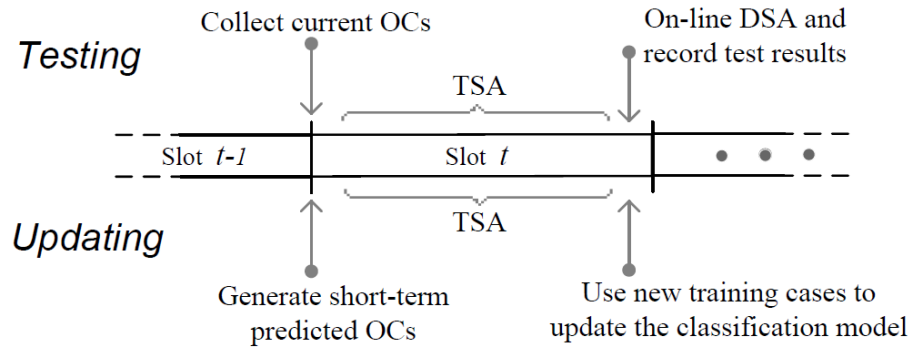 Collect current OCs
On-line DSA and
record test results
Testing
TSA
Slot t-1
Slot t
TSA
Updating
Generate short-term
predicted OCs
Use new training cases to
update the classification model